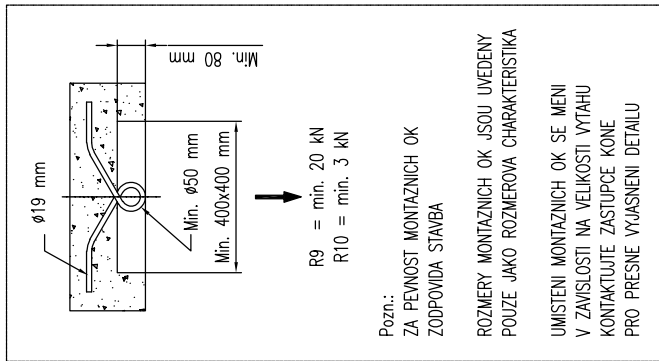 ø19 mm
Min. 80 mm
Min. ø50 mm
Min. 400x400 mm
R9 = min. 20 kN
R10 = min. 3 kN
Pozn.:
ZA PEVNOST MONTAZNICH OK
ZODPOVIDA STAVBA
ROZMERY MONTAZNICH OK JSOU UVEDENY
POUZE JAKO ROZMEROVA CHARAKTERISTIKA
UMISTENI MONTAZNICH OK SE MENI
V ZAVISLOSTI NA VELIKOSTI VYTAHU
KONTAKTUJTE ZASTUPCE KONE
PRO PRESNE VYJASNENI DETAILU